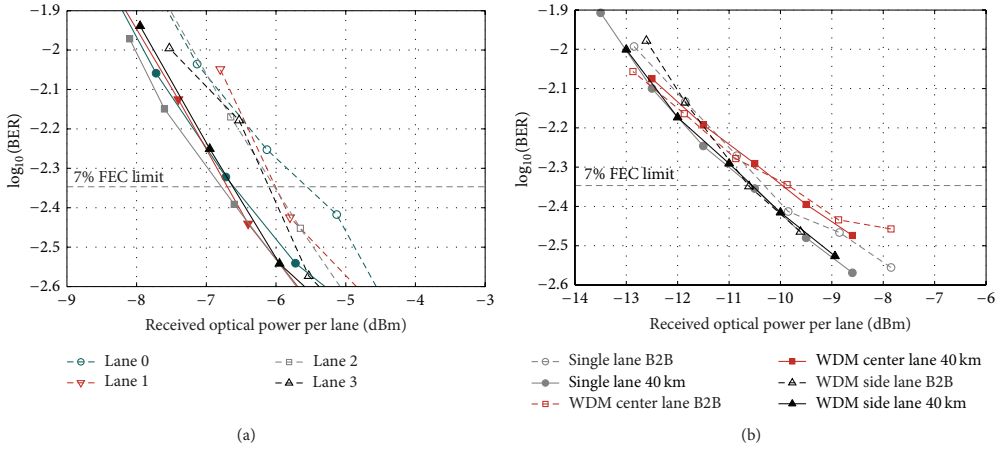 −1.9
−2
−2.1
−2.2
−2.3
−2.4
−2.5
−2.6
log10(BER)
7% FEC limit
−9
−8
−7
−6
−5
−4
−3
Received optical power per lane (dBm)
Lane 0
Lane 1
Lane 2
Lane 3
(a)
−1.9
−2
−2.1
−2.2
−2.3
−2.4
−2.5
−2.6
log10(BER)
7% FEC limit
−14
−13
−12
−11
−10
−9
−8
−7
−6
Received optical power per lane (dBm)
Single lane B2B
Single lane 40 km
WDM center lane B2B
WDM center lane 40 km
WDM side lane B2B
WDM side lane 40 km
(b)